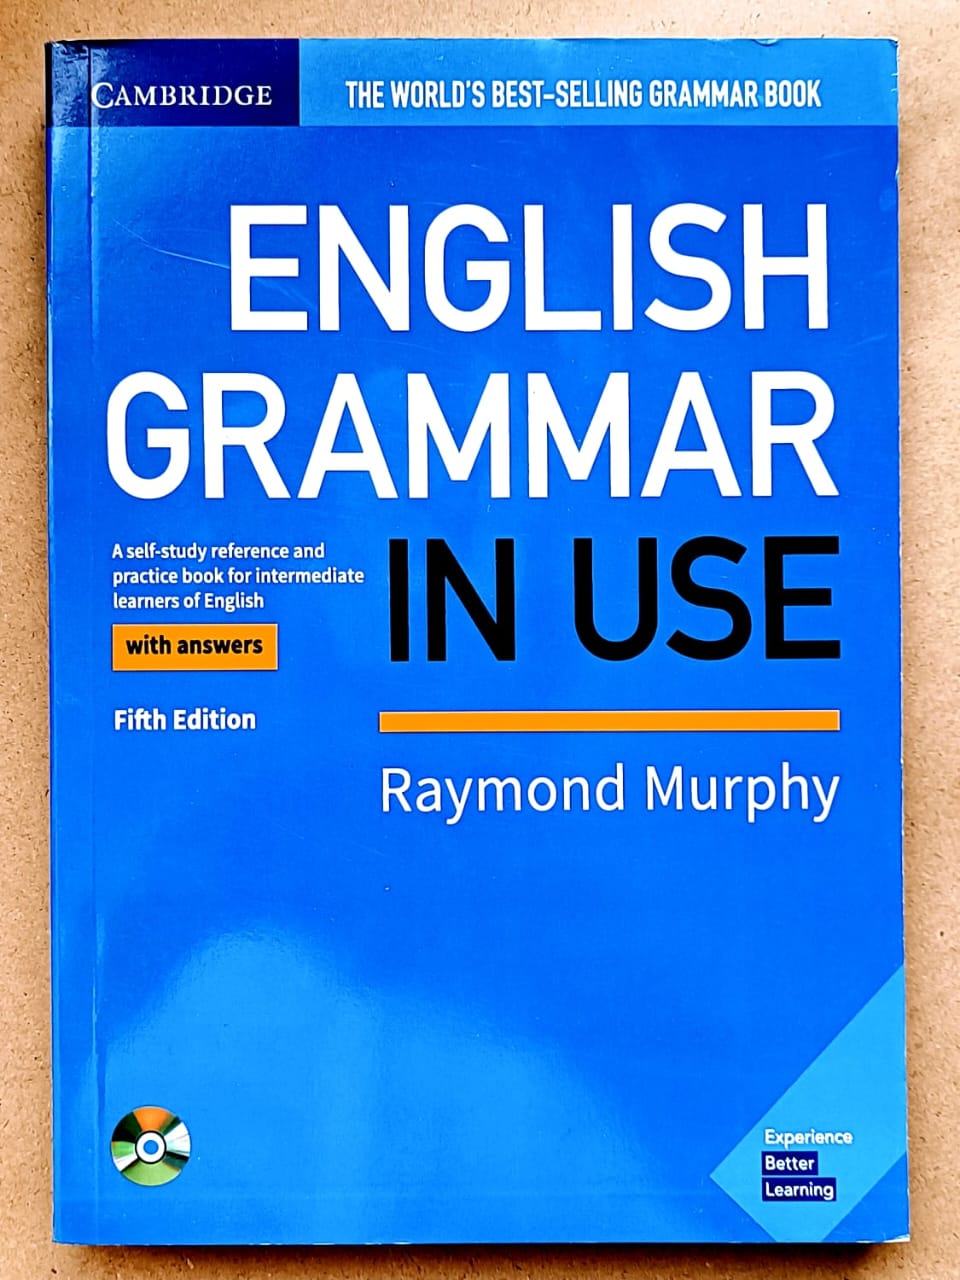 CAMBRIDGE
THE WORLD'S BEST-SELLING GRAMMAR BOOK
ENGLISH
GRAMMAR
IN USE
A self-study reference and
practice book for intermediate
learners of English
with answers
Fifth Edition
Raymond Murphy
Experience
Better
Learning